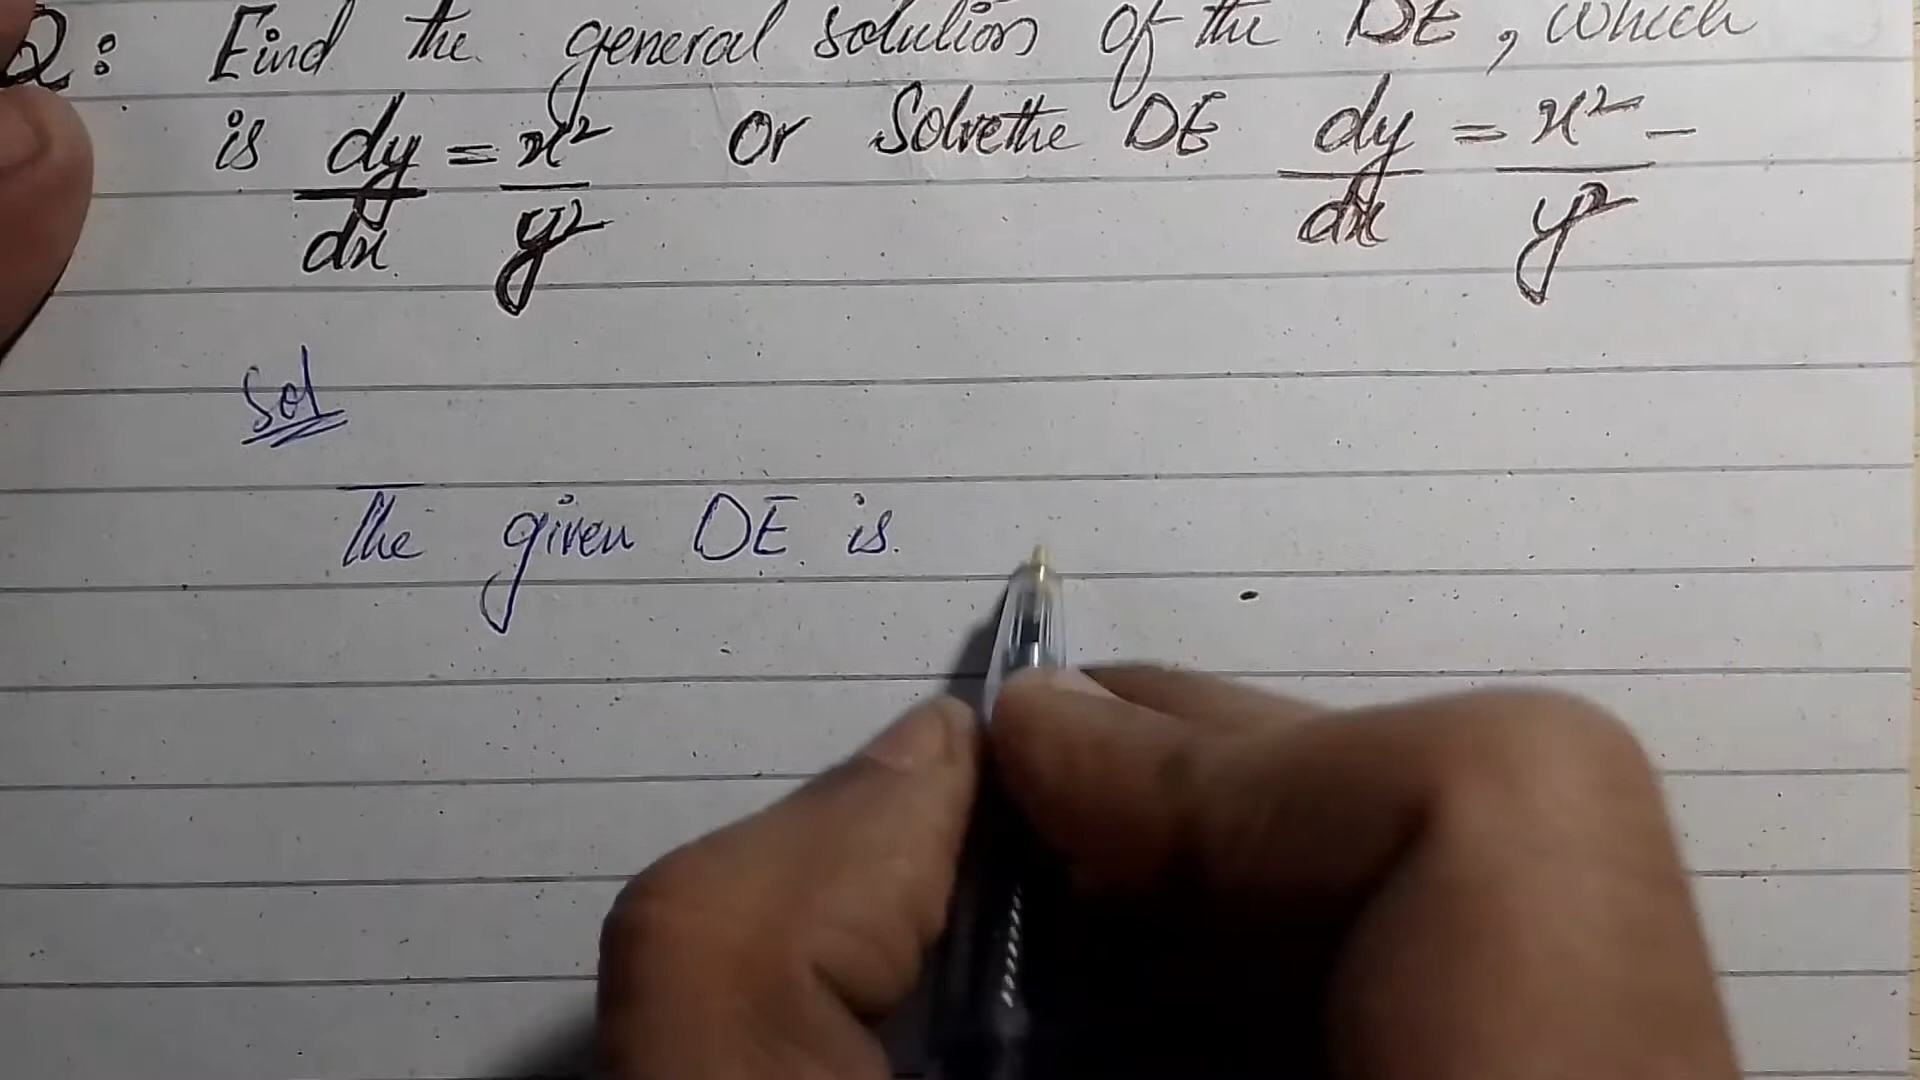 Q: Find the general solution of the DE, which
is dy/dx = x²/y² or Solve the DE dy/dx = x²/y² -
Sol
The given DE is.